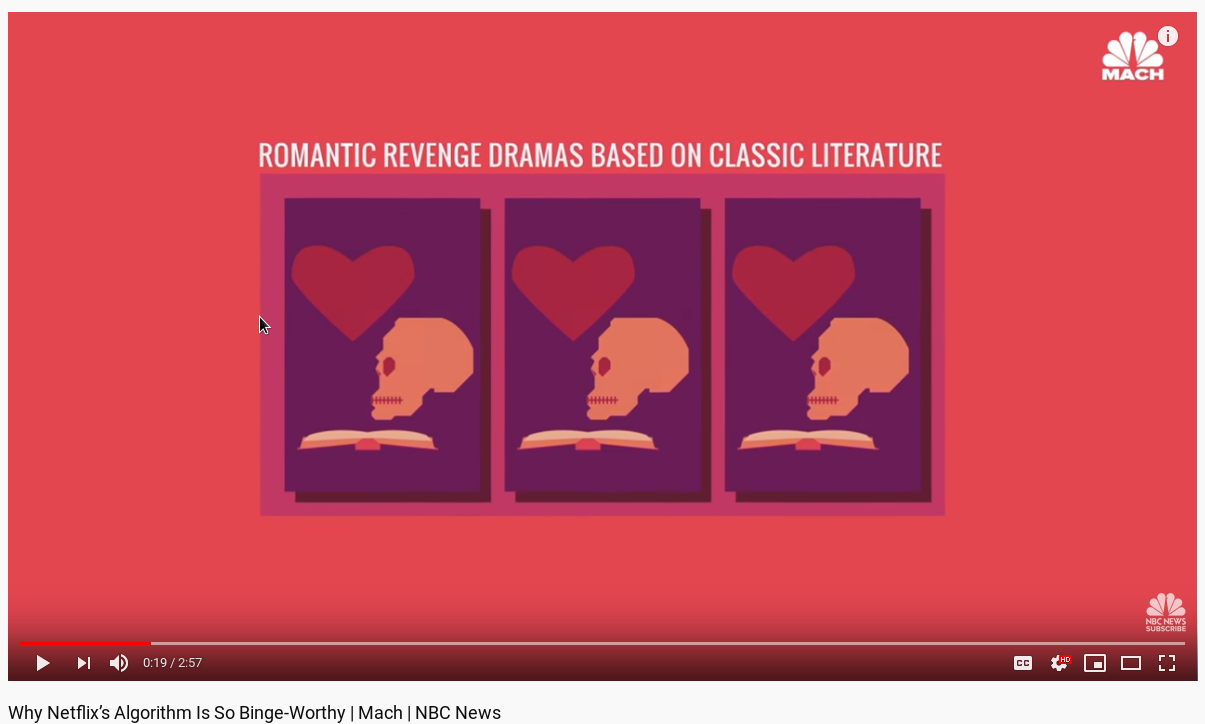 i
MACH
ROMANTIC REVENGE DRAMAS BASED ON CLASSIC LITERATURE
NBC NEWS
SUBSCRIBE
0:19 / 2:57
CC
HD
Why Netflix’s Algorithm Is So Binge-Worthy | Mach | NBC News